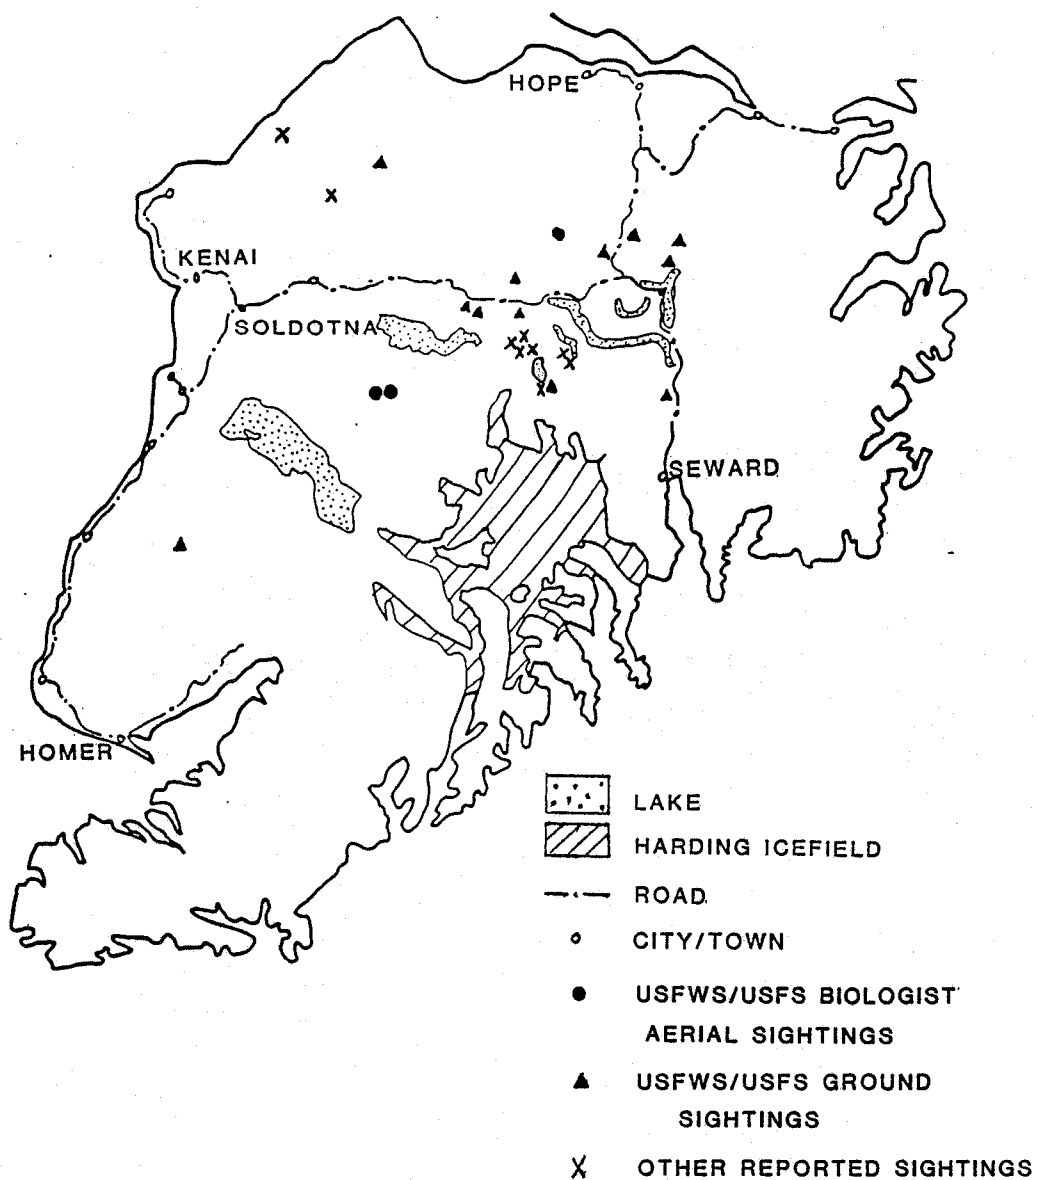 HOPE
KENAI
SOLDOTNA
SEWARD
HOMER
LAKE
HARDING ICEFIELD
ROAD
CITY/TOWN
USFWS/USFS BIOLOGIST
AERIAL SIGHTINGS
USFWS/USFS GROUND
SIGHTINGS
OTHER REPORTED SIGHTINGS